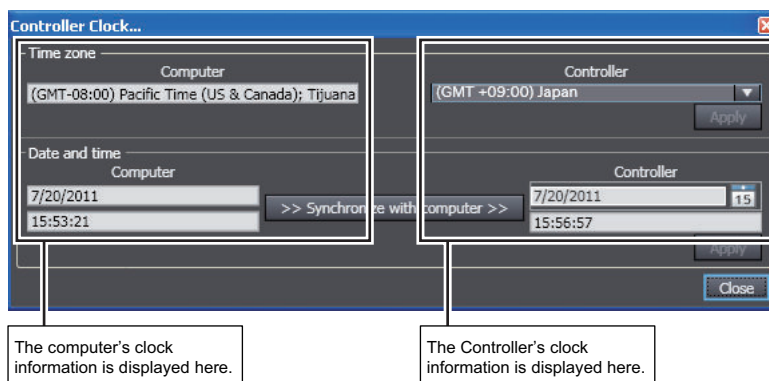 Controller Clock...
Time zone
Computer
Controller
(GMT-08:00) Pacific Time (US & Canada); Tijuana
(GMT +09:00) Japan
Apply
Date and time
Computer
Controller
7/20/2011
>> Synchronize with computer >>
7/20/2011
15
15:53:21
15:56:57
Apply
Close
The computer's clock
information is displayed here.
The Controller's clock
information is displayed here.